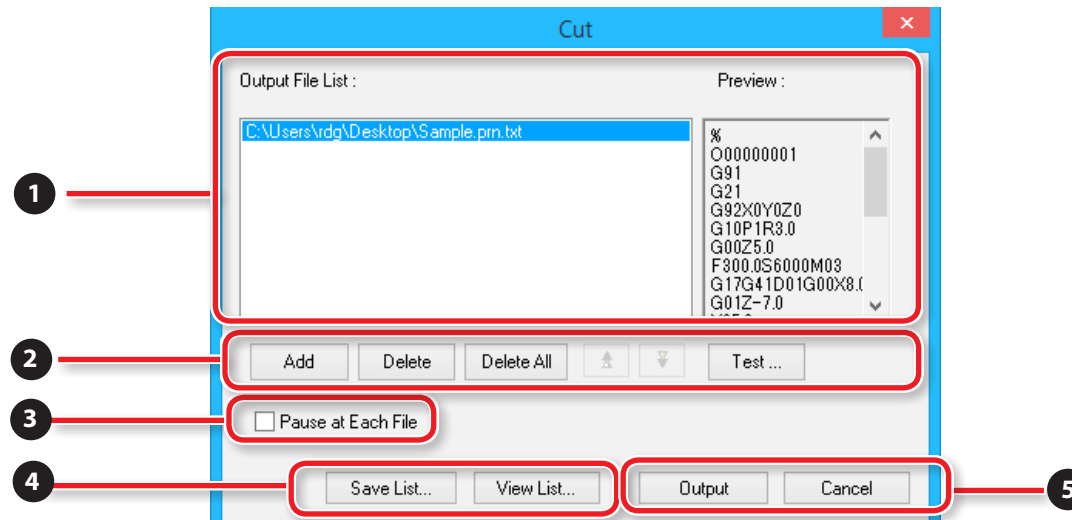 Cut
Output File List :
Preview :
C:\Users\rdg\Desktop\Sample.prn.txt
%
O00000001
G91
G21
G92X0Y0Z0
G10P1R3.0
G00Z5.0
F300.0S6000M03
G17G41D01G00X8.(
G01Z-7.0
1
Add
Delete
Delete All
Test ...
2
Pause at Each File
3
Save List...
View List...
Output
Cancel
4
5